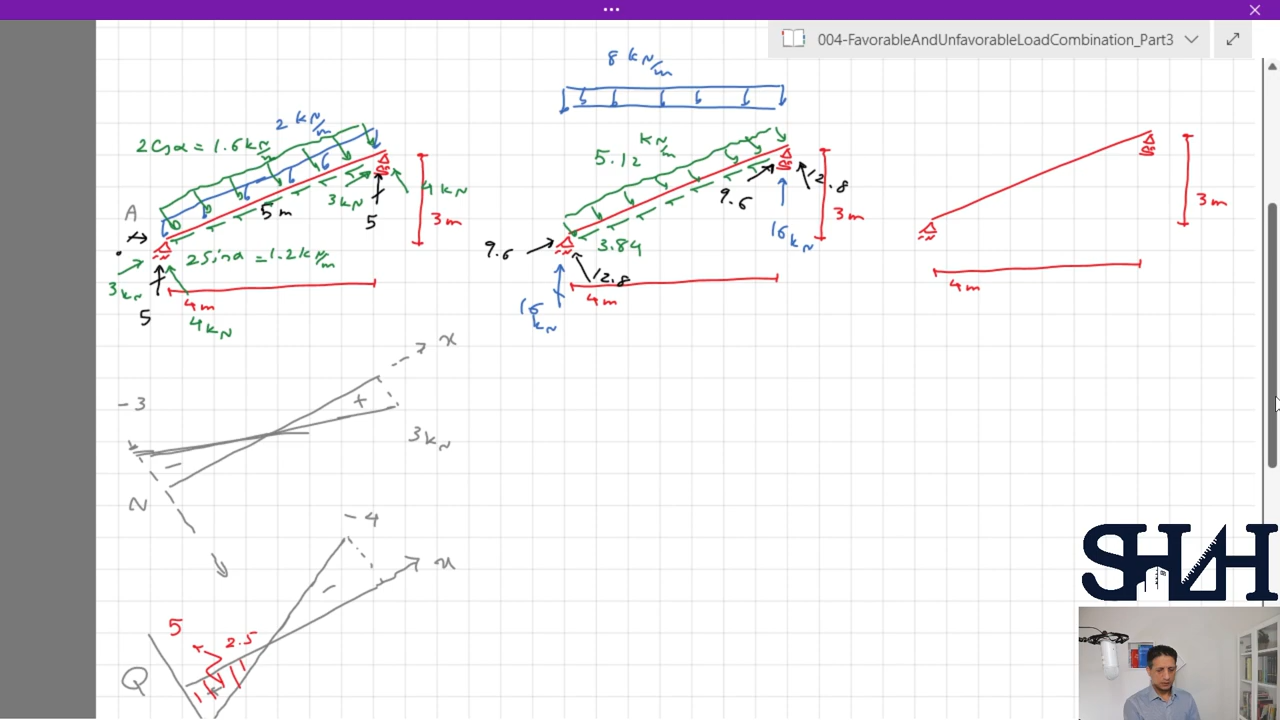 004-FavorableAndUnfavorableLoadCombination_Part3
8 kN/m
2 kN/m
2Cosα = 1.6 kN/m
kN/m
5.12
12.8
A
5 m
3kN
4 kN
5
3 m
9.6
16 kN
3 m
3 m
2Sinα = 1.2 kN/m
9.6
3.84
3 kN
4 m
12.8
4 m
4 m
5
4 kN
16 kN
x
-3
+
3 kN
-
N
-4
x
-
5
2.5
Q
+
SHAH